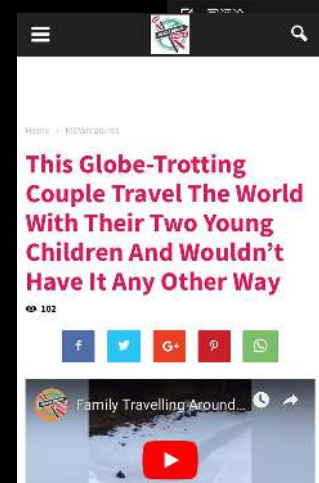 Home
This Globe-Trotting
Couple Travel The World
With Their Two Young
Children And Wouldn't
Have It Any Other Way
102
f G+
Family Travelling Around...